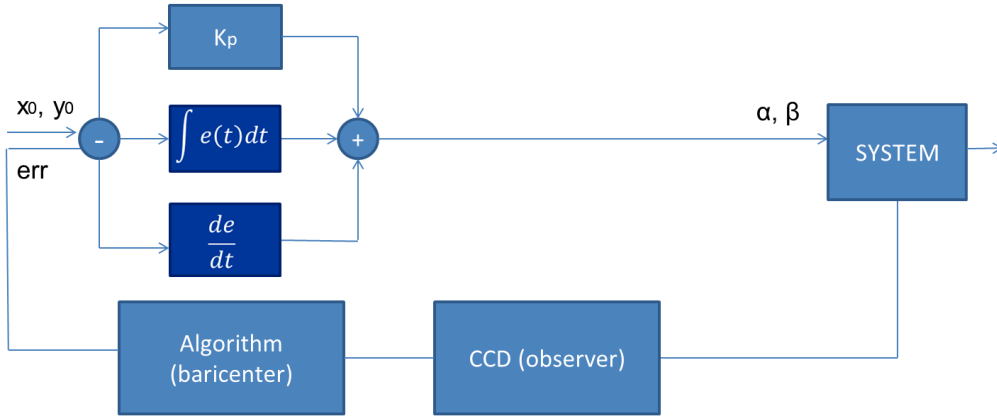 Kp
x0, y0
-
∫ e(t)dt
+
α, β
SYSTEM
err
de
dt
Algorithm
(baricenter)
CCD (observer)